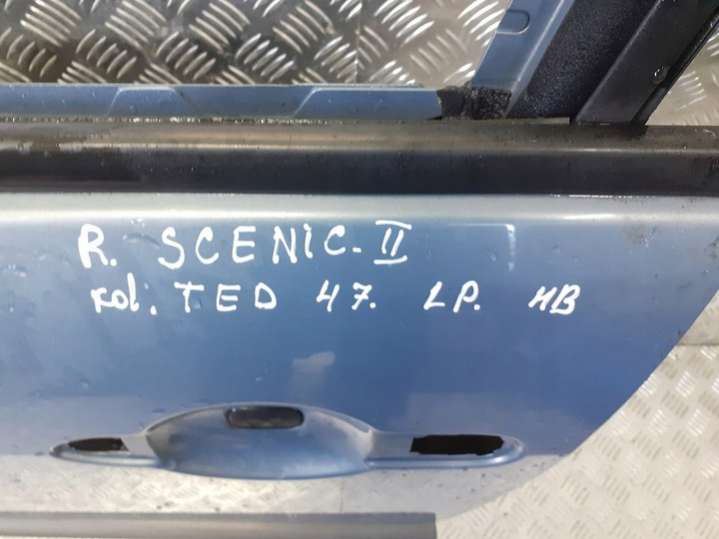 R. SCENIC-II
kol. TED 47. LP. HB